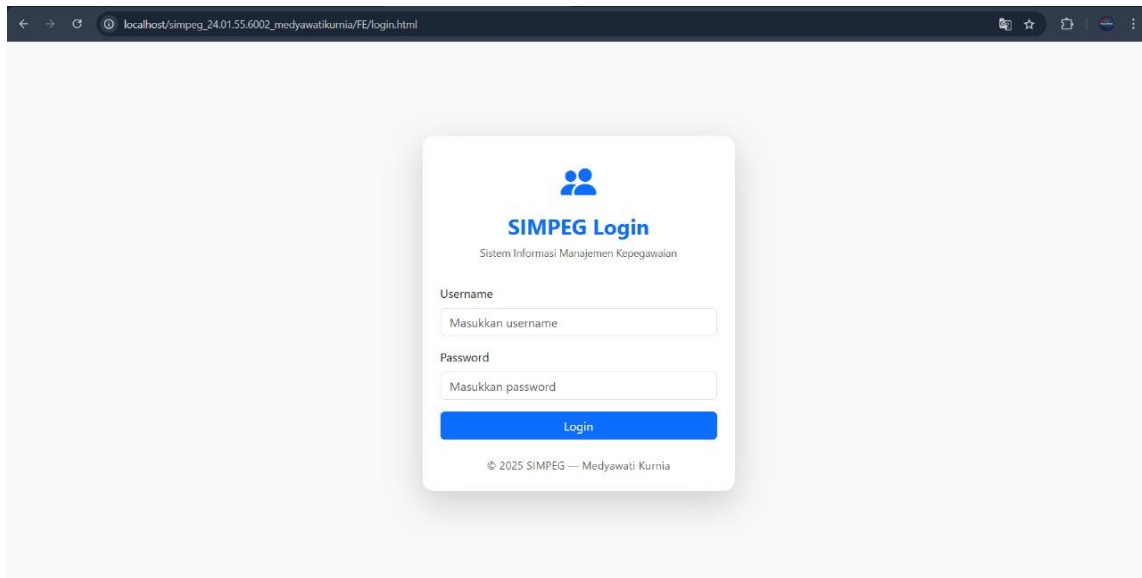 localhost/simpeg_24.01.55.6002_medyawatikurnia/FE/login.html
SIMPEG Login
Sistem Informasi Manajemen Kepegawaian
Username
Masukkan username
Password
Masukkan password
Login
© 2025 SIMPEG — Medyawati Kurnia